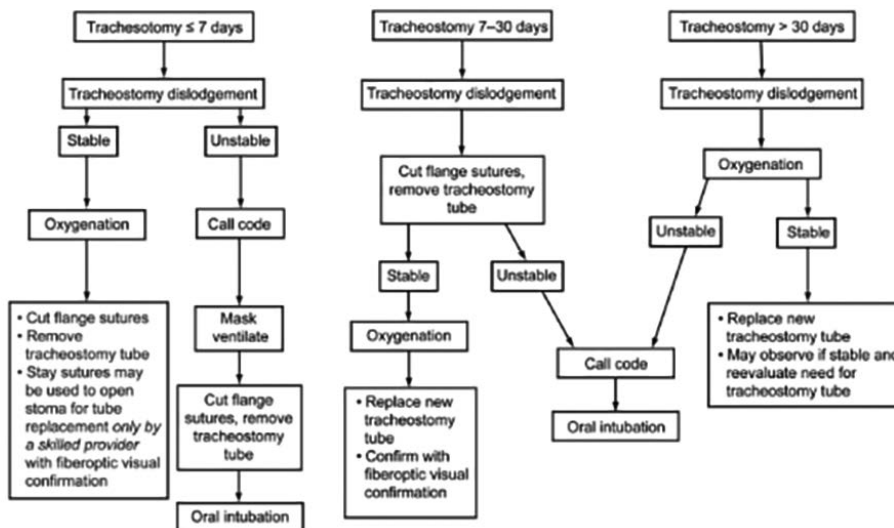 Trachesotomy ≤ 7 days
Tracheostomy dislodgement
Stable
Unstable
Oxygenation
Call code
• Cut flange sutures
• Remove
tracheostomy tube
• Stay sutures may
be used to open
stoma for tube
replacement only by
a skilled provider
with fiberoptic visual
confirmation
Mask
ventilate
Cut flange
sutures, remove
tracheostomy
tube
Oral intubation
Tracheostomy 7–30 days
Tracheostomy dislodgement
Cut flange sutures,
remove tracheostomy
tube
Stable
Unstable
Oxygenation
• Replace new
tracheostomy
tube
• Confirm with
fiberoptic visual
confirmation
Call code
Oral intubation
Tracheostomy > 30 days
Tracheostomy dislodgement
Oxygenation
Unstable
Stable
• Replace new
tracheostomy tube
• May observe if stable and
reevaluate need for
tracheostomy tube